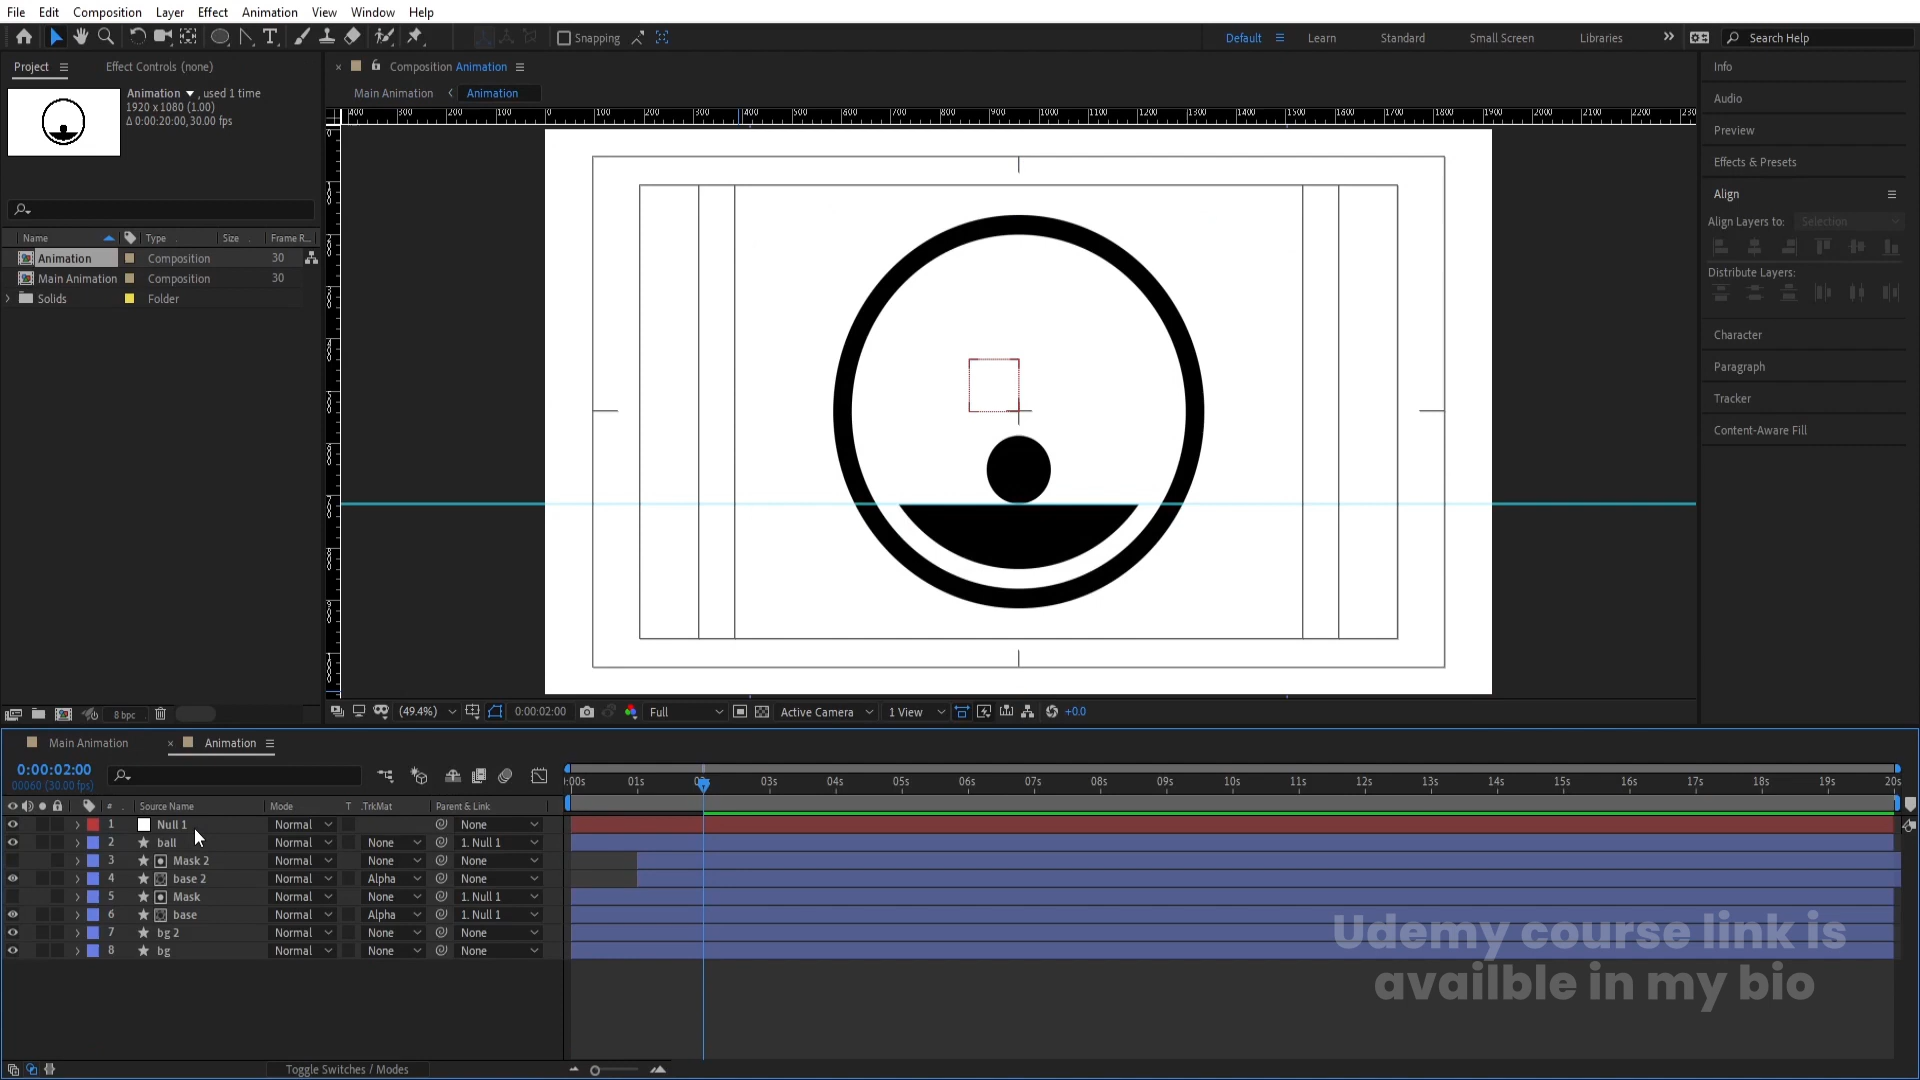 File Edit Composition Layer Effect Animation View Window Help
Snapping Default Learn Standard Small Screen Libraries Search Help
Project Effect Controls (none)
Composition Animation
Info
Animation , used 1 time
1920 x 1080 (1.00)
Δ 0:00:20:00, 30.00 fps
Main Animation Animation
Audio
Preview
Effects & Presets
Align
Align Layers to: Selection
Distribute Layers:
Character
Paragraph
Tracker
Content-Aware Fill
Name Type Size Frame R...
Animation Composition 30
Main Animation Composition 30
Solids Folder
8 bpc
(49.4%) 0:00:02:00 Full Active Camera 1 View +0.0
Main Animation Animation
0:00:02:00
00060 (30.00 fps)
:00s 01s 03s 04s 05s 06s 07s 08s 09s 10s 11s 12s 13s 14s 15s 16s 17s 18s 19s 20s
# Source Name Mode T .TrkMat Parent & Link
1 Null 1 Normal None
2 ball Normal None 1. Null 1
3 Mask 2 Normal None None
4 base 2 Normal Alpha None
5 Mask Normal None 1. Null 1
6 base Normal Alpha 1. Null 1
7 bg 2 Normal None None
8 bg Normal None None
Udemy course link is
availble in my bio
Toggle Switches / Modes